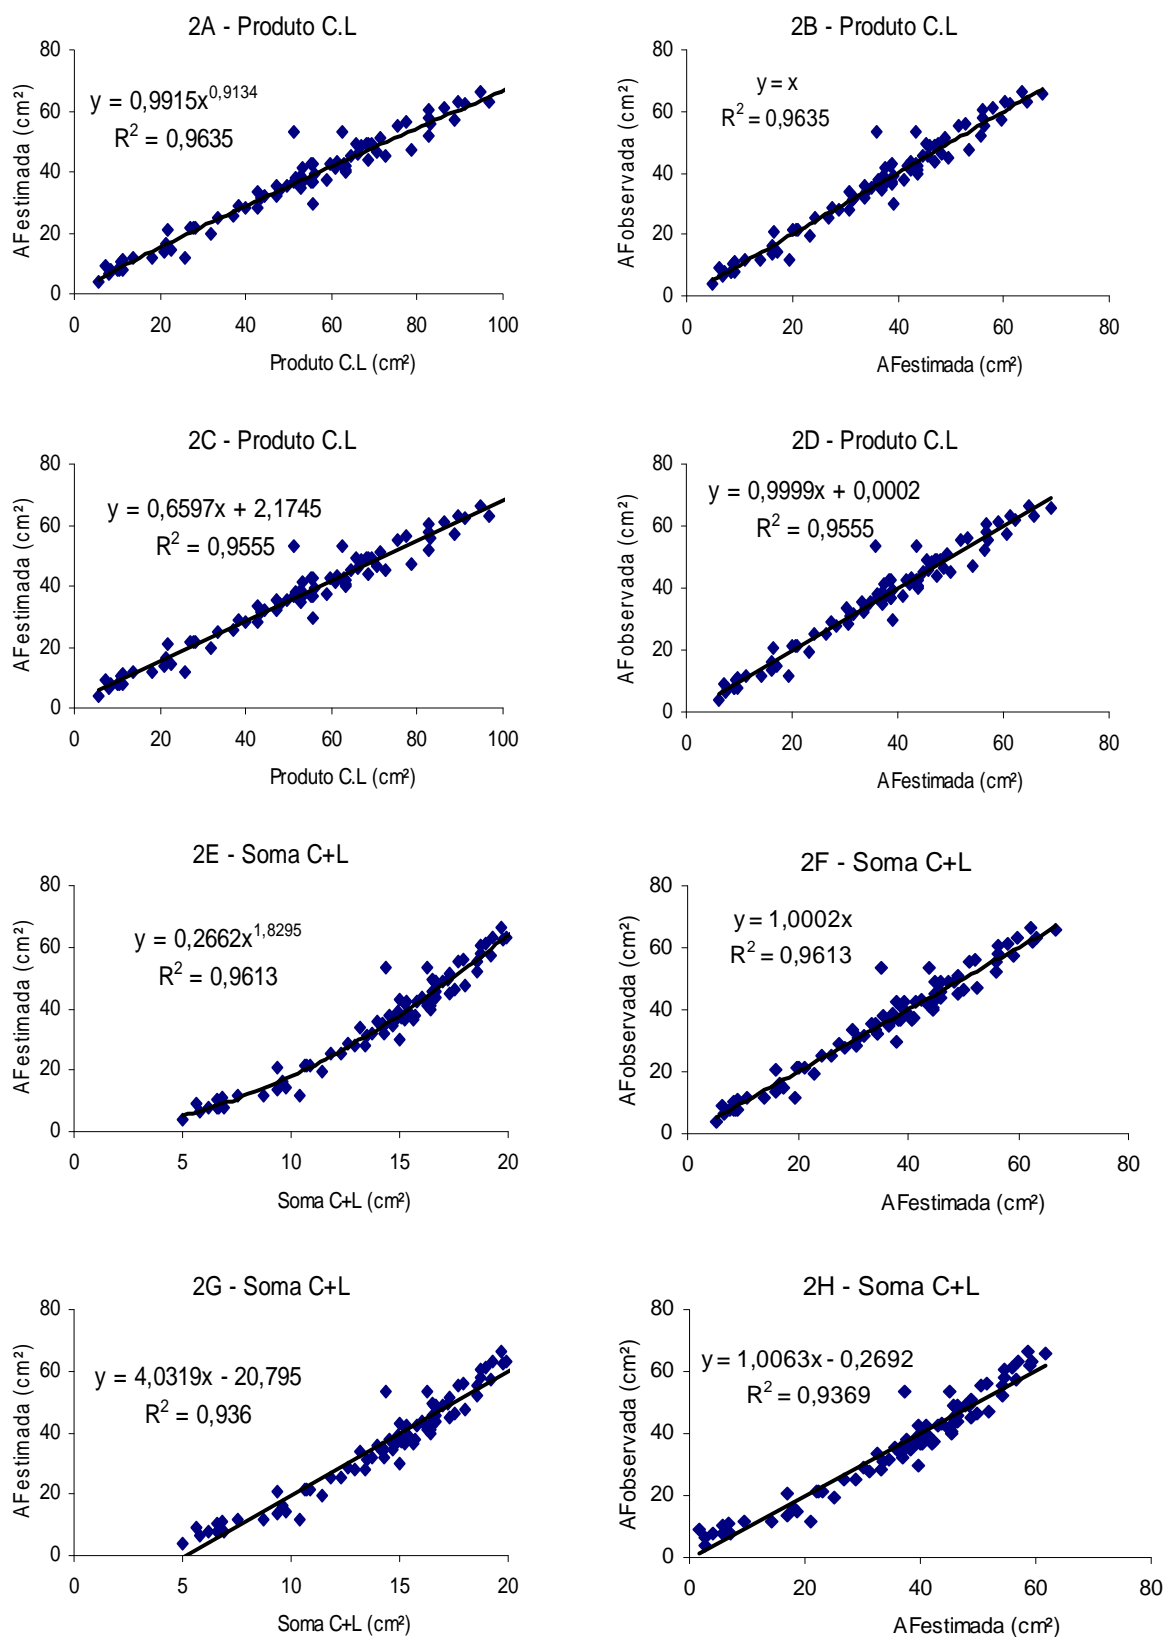 2A - Produto C.L
AFestimada (cm²)
80
60
40
20
0
y = 0,9915x^0,9134
R² = 0,9635
0 20 40 60 80 100
Produto C.L (cm²)
2B - Produto C.L
AFobservada (cm²)
80
60
40
20
0
y = x
R² = 0,9635
0 20 40 60 80
AFestimada (cm²)
2C - Produto C.L
AFestimada (cm²)
80
60
40
20
0
y = 0,6597x + 2,1745
R² = 0,9555
0 20 40 60 80 100
Produto C.L (cm²)
2D - Produto C.L
AFobservada (cm²)
80
60
40
20
0
y = 0,9999x + 0,0002
R² = 0,9555
0 20 40 60 80
AFestimada (cm²)
2E - Soma C+L
AFestimada (cm²)
80
60
40
20
0
y = 0,2662x^1,8295
R² = 0,9613
0 5 10 15 20
Soma C+L (cm²)
2F - Soma C+L
AFobservada (cm²)
80
60
40
20
0
y = 1,0002x
R² = 0,9613
0 20 40 60 80
AFestimada (cm²)
2G - Soma C+L
AFestimada (cm²)
80
60
40
20
0
y = 4,0319x - 20,795
R² = 0,936
0 5 10 15 20
Soma C+L (cm²)
2H - Soma C+L
AFobservada (cm²)
80
60
40
20
0
y = 1,0063x - 0,2692
R² = 0,9369
0 20 40 60 80
AFestimada (cm²)